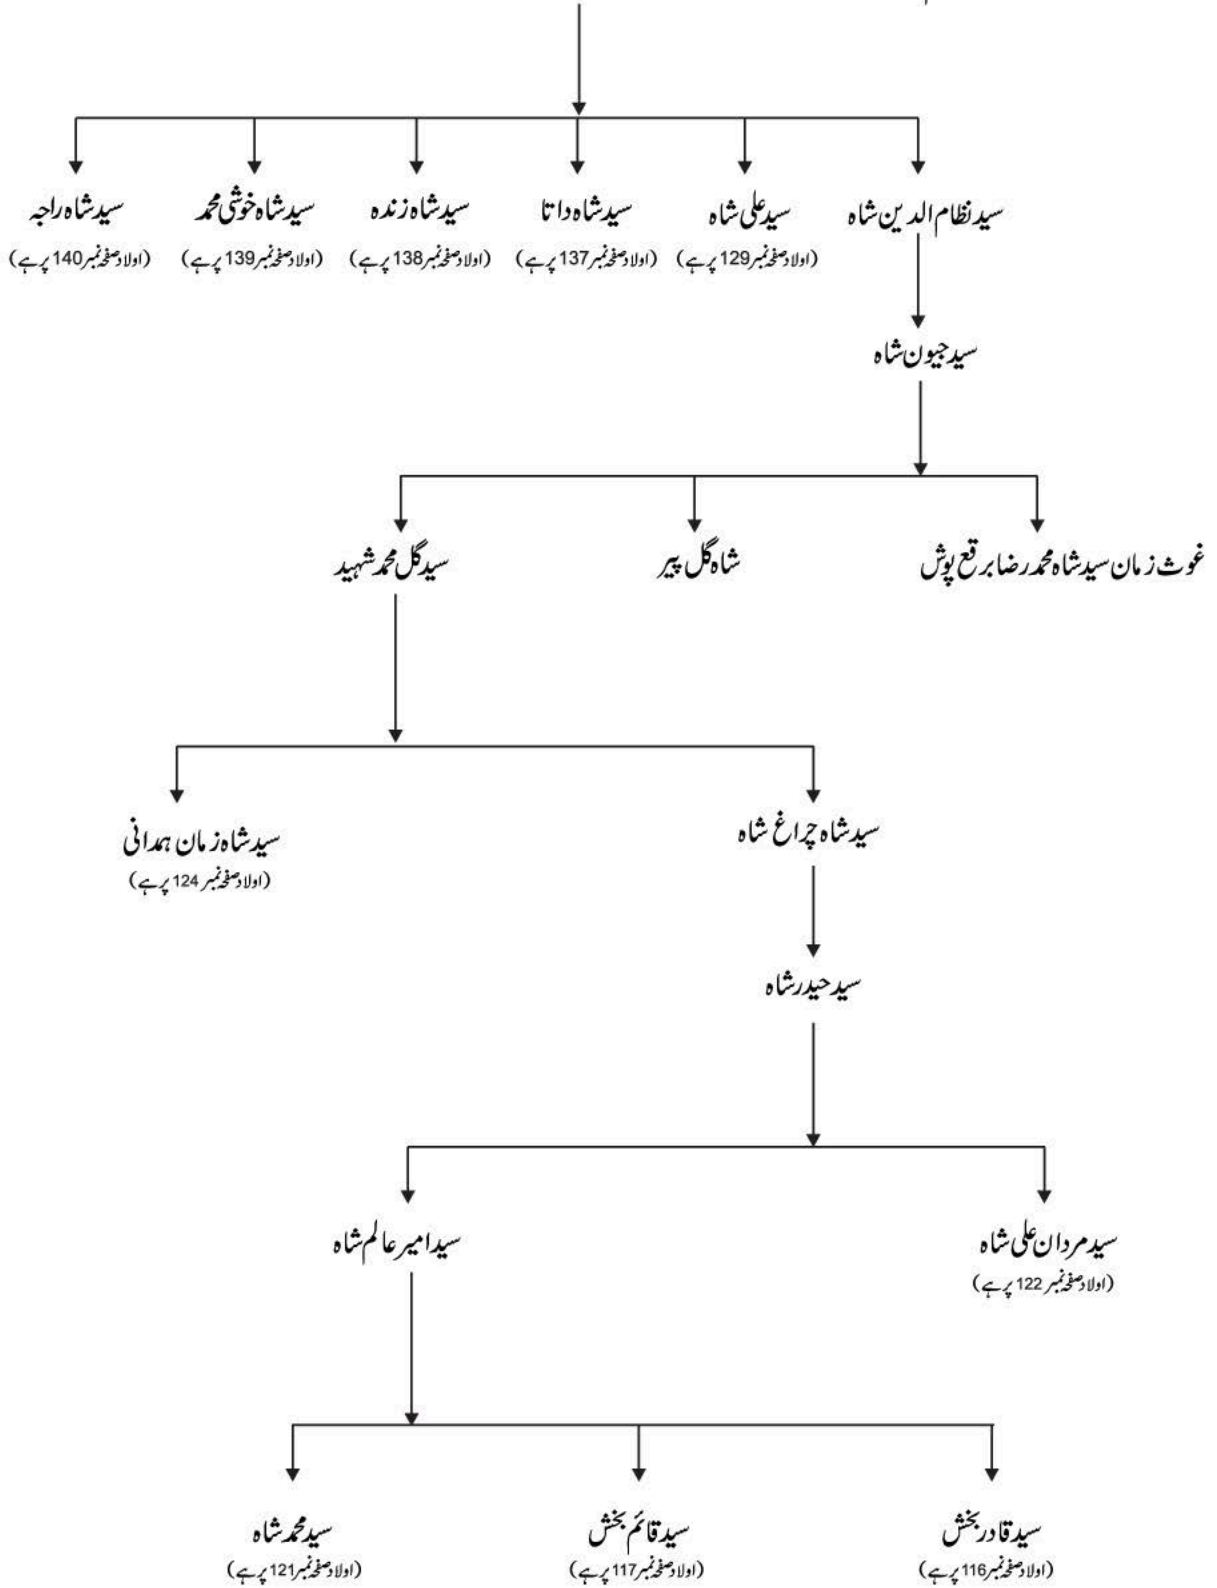 سید نظام الدین شاہ
سید علی شاہ
(اولاد صفحہ نمبر 129 پر ہے)
سید شاہ داتا
(اولاد صفحہ نمبر 137 پر ہے)
سید شاہ زندہ
(اولاد صفحہ نمبر 138 پر ہے)
سید شاہ خوشی محمد
(اولاد صفحہ نمبر 139 پر ہے)
سید شاہ راجہ
(اولاد صفحہ نمبر 140 پر ہے)
سید جیون شاہ
غوث زمان سید شاہ محمد رضا برقع پوش
شاہ گل پیر
سید گل محمد شہید
سید شاہ چراغ شاہ
سید شاہ زمان ہمدانی
(اولاد صفحہ نمبر 124 پر ہے)
سید حیدر شاہ
سید مردان علی شاہ
(اولاد صفحہ نمبر 122 پر ہے)
سید امیر عالم شاہ
سید قادر بخش
(اولاد صفحہ نمبر 116 پر ہے)
سید قائم بخش
(اولاد صفحہ نمبر 117 پر ہے)
سید محمد شاہ
(اولاد صفحہ نمبر 121 پر ہے)